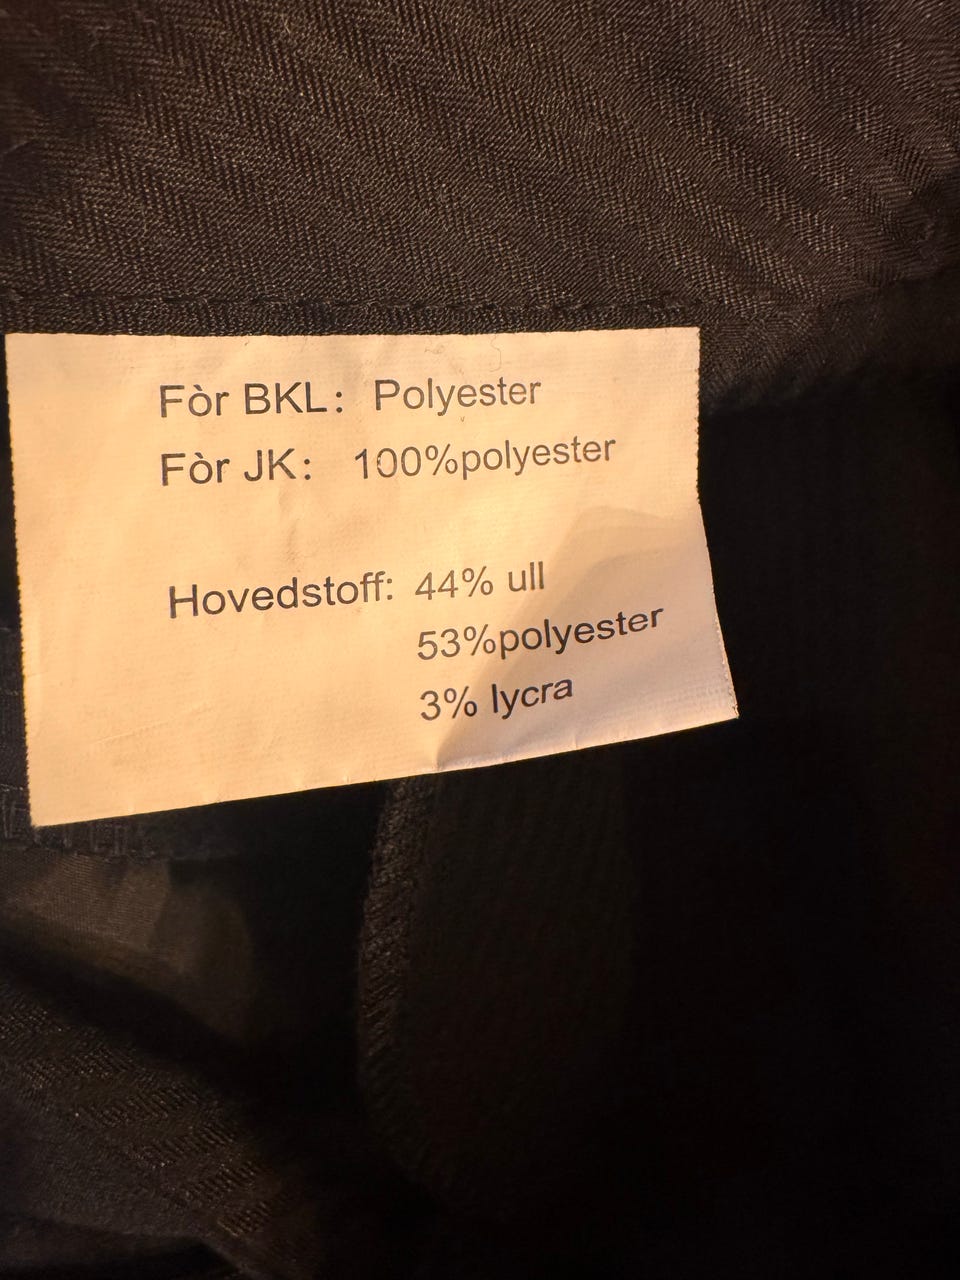 Fòr BKL: Polyester
Fòr JK: 100%polyester
Hovedstoff: 44% ull
53%polyester
3% lycra